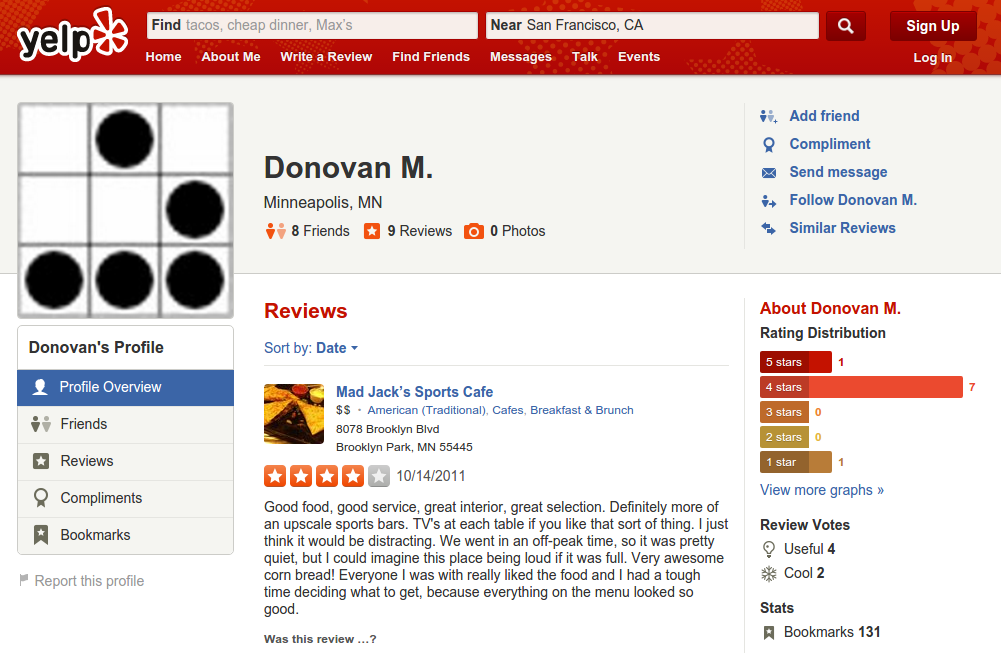 yelp
Find tacos, cheap dinner, Max's
Near San Francisco, CA
Sign Up
Home About Me Write a Review Find Friends Messages Talk Events
Log In
Donovan M.
Minneapolis, MN
8 Friends 9 Reviews 0 Photos
Add friend
Compliment
Send message
Follow Donovan M.
Similar Reviews
Donovan's Profile
Profile Overview
Friends
Reviews
Compliments
Bookmarks
Report this profile
Reviews
Sort by: Date
Mad Jack's Sports Cafe
$$ · American (Traditional), Cafes, Breakfast & Brunch
8078 Brooklyn Blvd
Brooklyn Park, MN 55445
10/14/2011
Good food, good service, great interior, great selection. Definitely more of
an upscale sports bars. TV's at each table if you like that sort of thing. I just
think it would be distracting. We went in an off-peak time, so it was pretty
quiet, but I could imagine this place being loud if it was full. Very awesome
corn bread! Everyone I was with really liked the food and I had a tough
time deciding what to get, because everything on the menu looked so
good.
Was this review …?
About Donovan M.
Rating Distribution
5 stars 1
4 stars 7
3 stars 0
2 stars 0
1 star 1
View more graphs »
Review Votes
Useful 4
Cool 2
Stats
Bookmarks 131